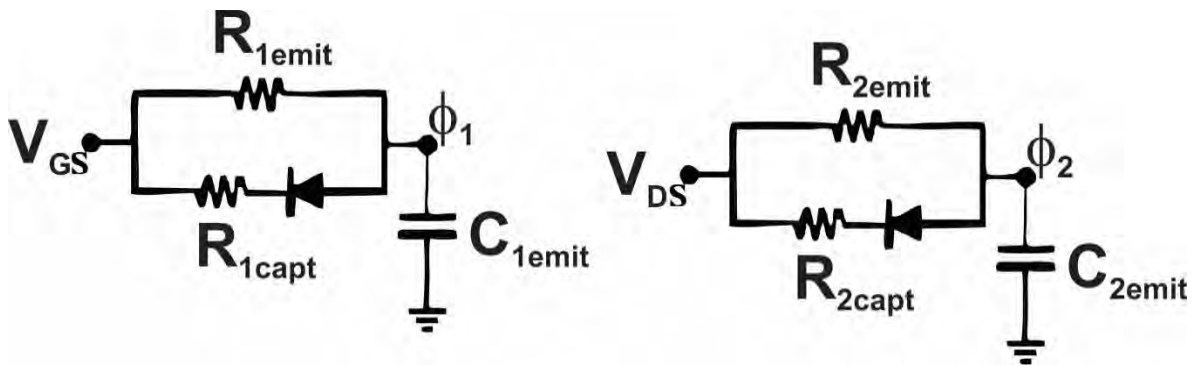 R1emit
VGS
ϕ1
R1capt
C1emit
R2emit
VDS
ϕ2
R2capt
C2emit